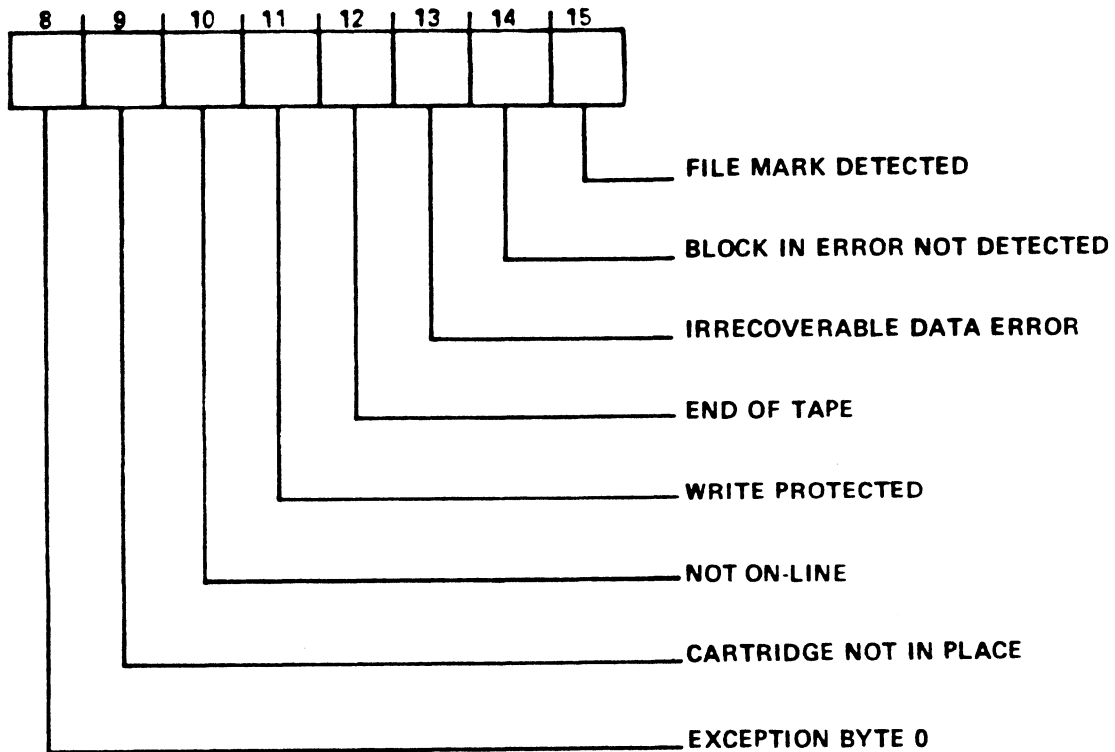 8 9 10 11 12 13 14 15
FILE MARK DETECTED
BLOCK IN ERROR NOT DETECTED
IRRECOVERABLE DATA ERROR
END OF TAPE
WRITE PROTECTED
NOT ON-LINE
CARTRIDGE NOT IN PLACE
EXCEPTION BYTE 0